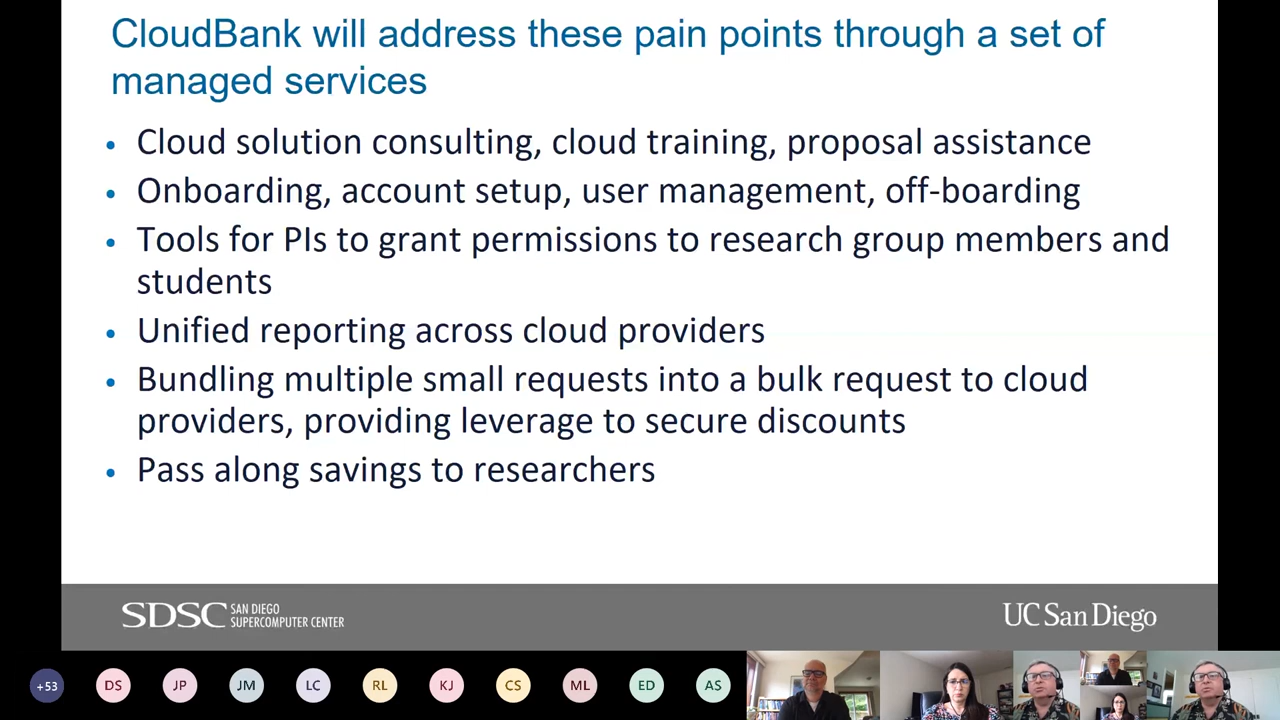 CloudBank will address these pain points through a set of
managed services
• Cloud solution consulting, cloud training, proposal assistance
• Onboarding, account setup, user management, off-boarding
• Tools for PIs to grant permissions to research group members and
students
• Unified reporting across cloud providers
• Bundling multiple small requests into a bulk request to cloud
providers, providing leverage to secure discounts
• Pass along savings to researchers
SDSC SAN DIEGO
SUPERCOMPUTER CENTER
UC San Diego
+53 DS JP JM LC RL KJ CS ML ED AS